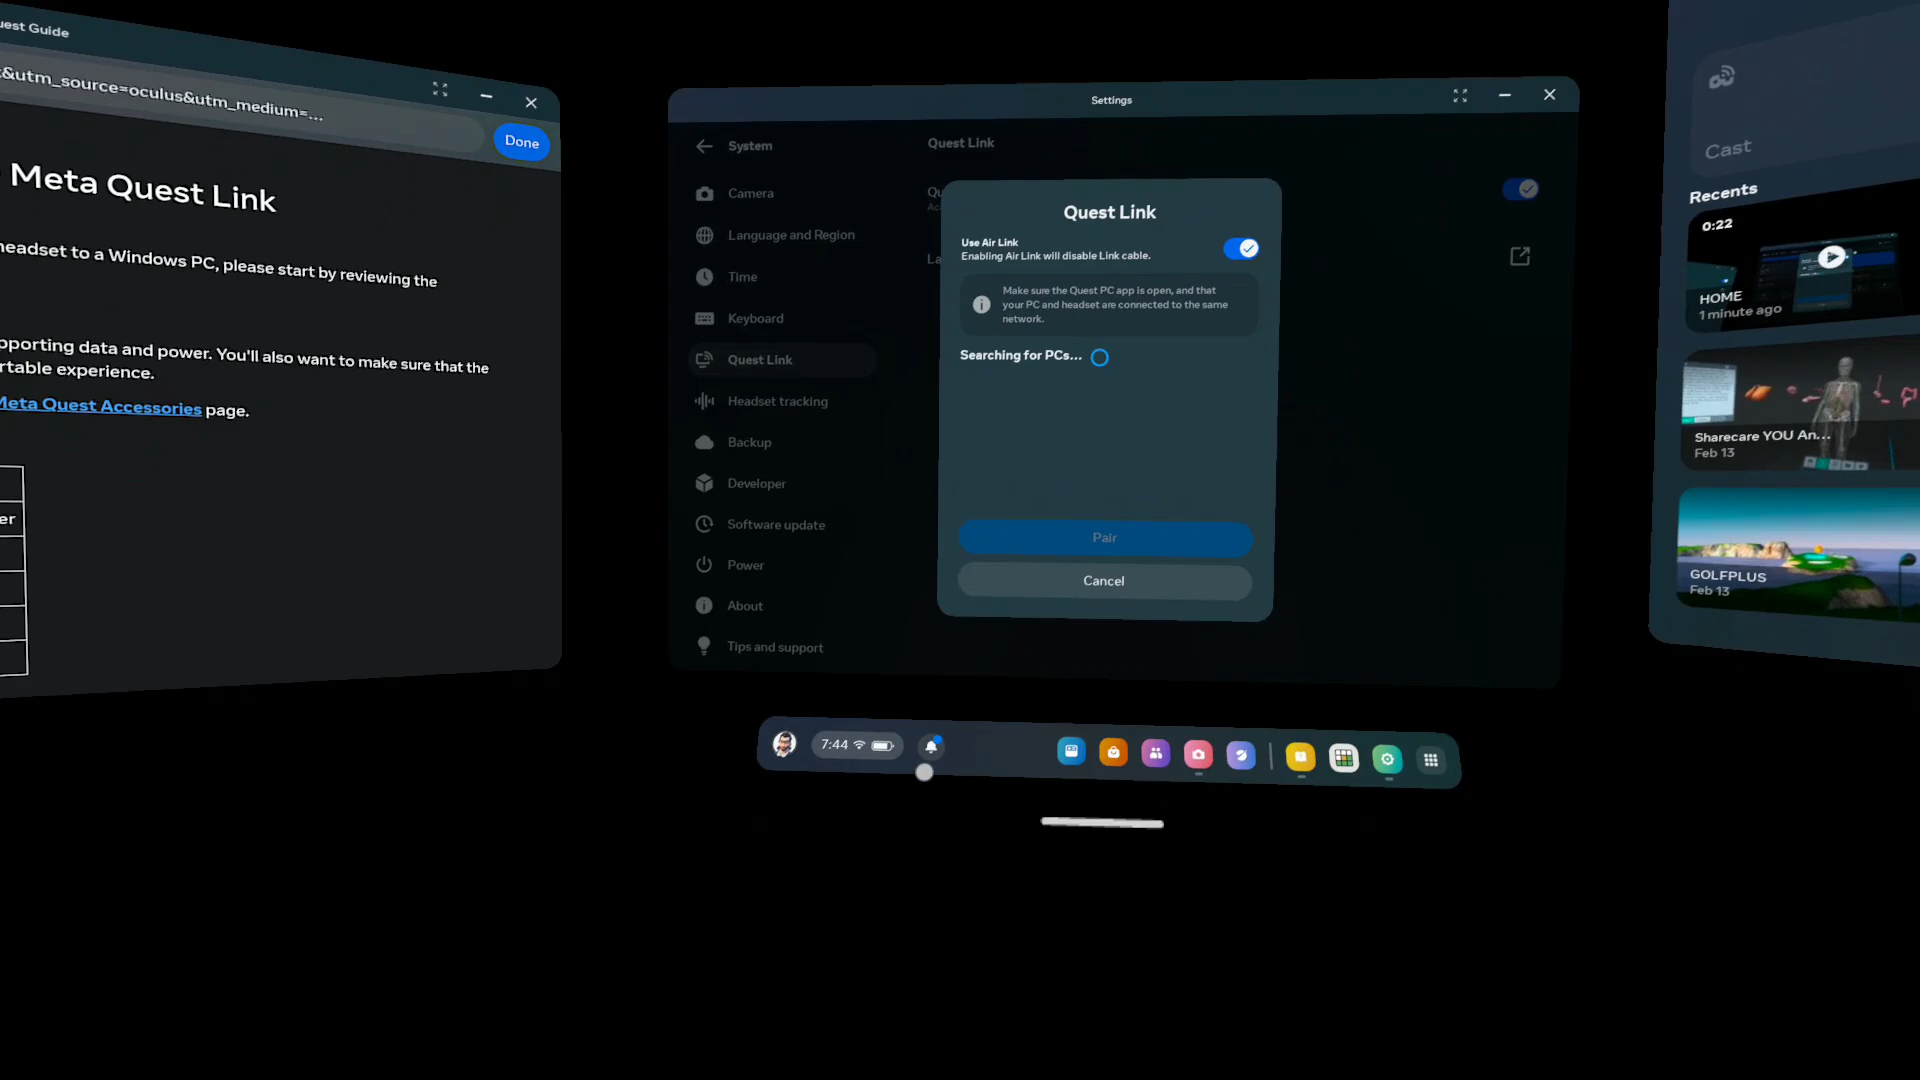 uest Guide
&utm_source=oculus&utm_medium=...
Done
Meta Quest Link
headset to a Windows PC, please start by reviewing the
pporting data and power. You'll also want to make sure that the
rtable experience.
Meta Quest Accessories page.
er
Settings
System
Camera
Language and Region
Time
Keyboard
Quest Link
Headset tracking
Backup
Developer
Software update
Power
About
Tips and support
Quest Link
Qu
Ac
La
Quest Link
Use Air Link
Enabling Air Link will disable Link cable.
Make sure the Quest PC app is open, and that
your PC and headset are connected to the same
network.
Searching for PCs...
Pair
Cancel
7:44
Cast
Recents
0:22
HOME
1 minute ago
Sharecare YOU An...
Feb 13
GOLFPLUS
Feb 13